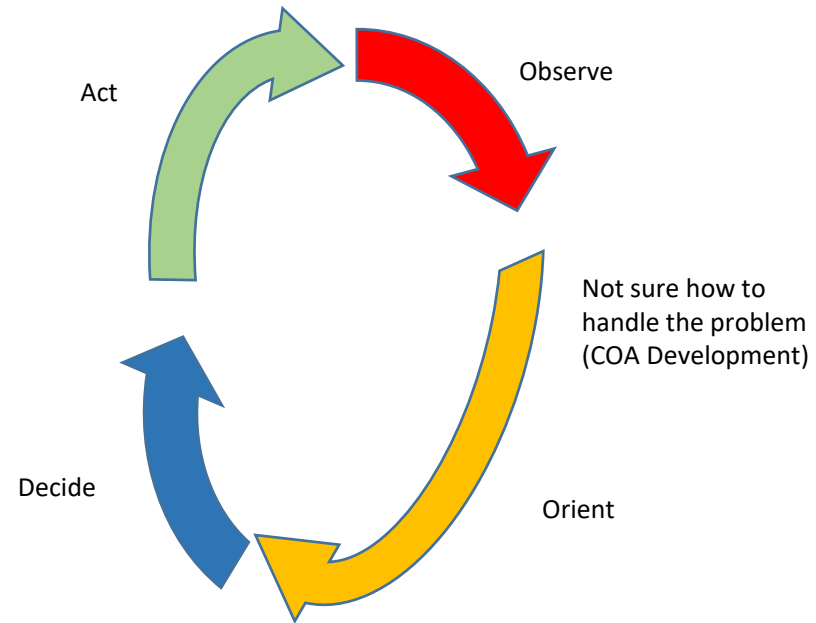 Act
Observe
Not sure how to
handle the problem
(COA Development)
Decide
Orient